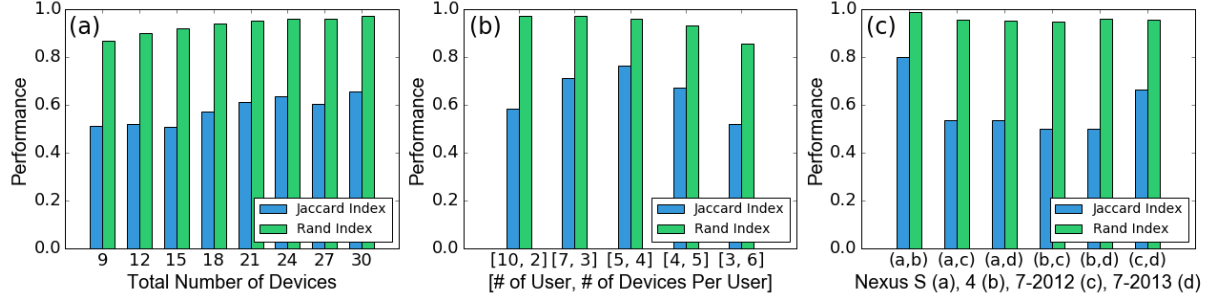 (a)
Performance
1.0
0.8
0.6
0.4
0.2
0.0
Jaccard Index
Rand Index
9 12 15 18 21 24 27 30
Total Number of Devices
(b)
Performance
1.0
0.8
0.6
0.4
0.2
0.0
Jaccard Index
Rand Index
[10, 2] [7, 3] [5, 4] [4, 5] [3, 6]
[# of User, # of Devices Per User]
(c)
Performance
1.0
0.8
0.6
0.4
0.2
0.0
Jaccard Index
Rand Index
(a,b) (a,c) (a,d) (b,c) (b,d) (c,d)
Nexus S (a), 4 (b), 7-2012 (c), 7-2013 (d)